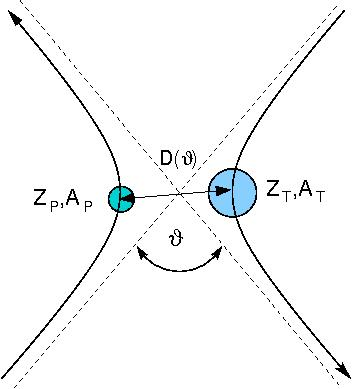 D(ϑ)
Z_P,A_P
Z_T,A_T
ϑ